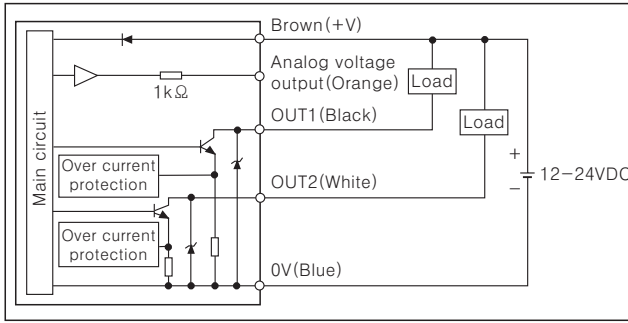 Brown(+V)
Analog voltage
output(Orange)
Load
1kΩ
OUT1(Black)
Load
Main circuit
Over current
protection
+
12-24VDC
−
OUT2(White)
Over current
protection
0V(Blue)